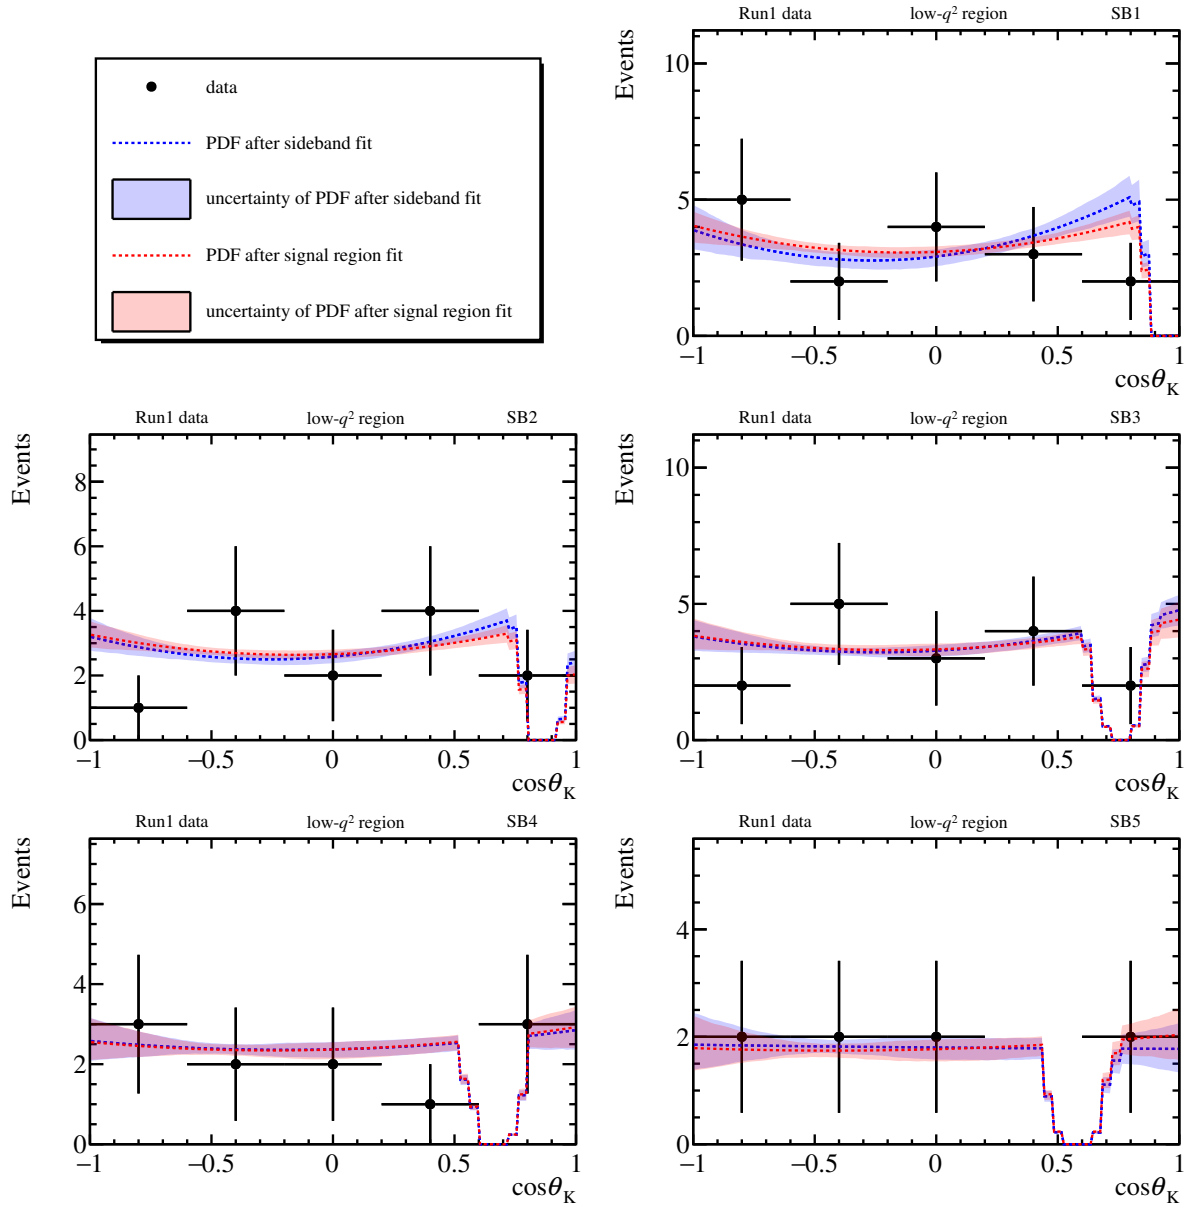 data
PDF after sideband fit
uncertainty of PDF after sideband fit
PDF after signal region fit
uncertainty of PDF after signal region fit
Run1 data low-q² region SB1
Events
10
5
0
−1 −0.5 0 0.5 1
cosθ_K
Run1 data low-q² region SB2
Events
8
6
4
2
0
−1 −0.5 0 0.5 1
cosθ_K
Run1 data low-q² region SB3
Events
10
5
0
−1 −0.5 0 0.5 1
cosθ_K
Run1 data low-q² region SB4
Events
6
4
2
0
−1 −0.5 0 0.5 1
cosθ_K
Run1 data low-q² region SB5
Events
4
2
0
−1 −0.5 0 0.5 1
cosθ_K